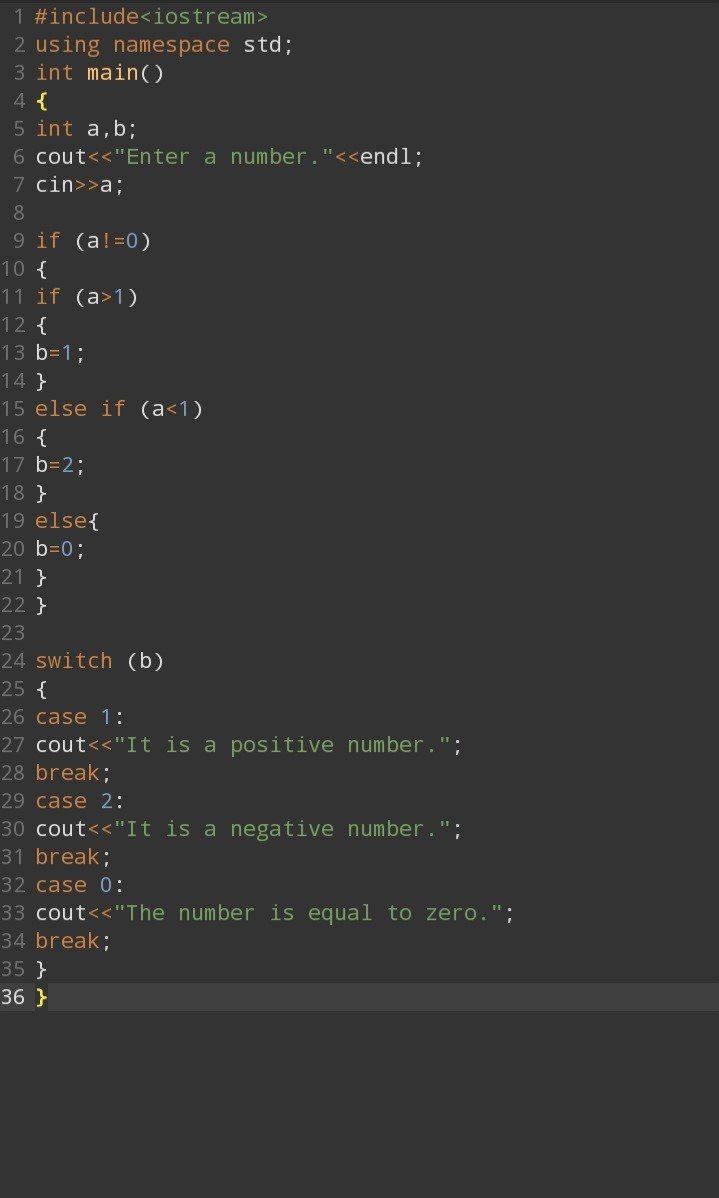 1 #include<iostream>
2 using namespace std;
3 int main()
4 {
5 int a,b;
6 cout<<"Enter a number."<<endl;
7 cin>>a;
8
9 if (a!=0)
10 {
11 if (a>1)
12 {
13 b=1;
14 }
15 else if (a<1)
16 {
17 b=2;
18 }
19 else{
20 b=0;
21 }
22 }
23
24 switch (b)
25 {
26 case 1:
27 cout<<"It is a positive number.";
28 break;
29 case 2:
30 cout<<"It is a negative number.";
31 break;
32 case 0:
33 cout<<"The number is equal to zero.";
34 break;
35 }
36 }